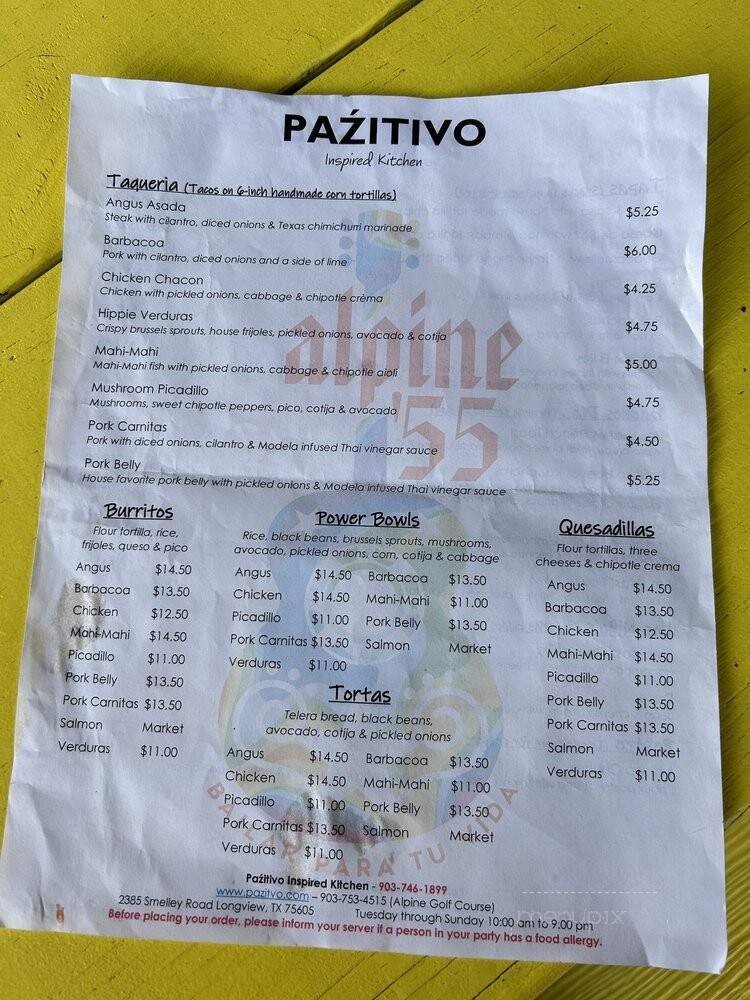 PAŹITIVO
Inspired Kitchen
Taqueria (Tacos on 6-inch handmade corn tortillas)
Angus Asada $5.25
Steak with cilantro, diced onions & Texas chimichurri marinade
Barbacoa $6.00
Pork with cilantro, diced onions and a side of lime
Chicken Chacon $4.25
Chicken with pickled onions, cabbage & chipotle créma
Hippie Verduras $4.75
Crispy brussels sprouts, house frijoles, pickled onions, avocado & cotija
Mahi-Mahi $5.00
Mahi-Mahi fish with pickled onions, cabbage & chipotle aioli
Mushroom Picadillo $4.75
Mushrooms, sweet chipotle peppers, pico, cotija & avocado
Pork Carnitas $4.50
Pork with diced onions, cilantro & Modela infused Thai vinegar sauce
Pork Belly $5.25
House favorite pork belly with pickled onions & Modela infused Thai vinegar sauce
alpine
'55
Burritos
Flour tortilla, rice,
frijoles, queso & pico
Angus $14.50
Barbacoa $13.50
Chicken $12.50
Mahi-Mahi $14.50
Picadillo $11.00
Pork Belly $13.50
Pork Carnitas $13.50
Salmon Market
Verduras $11.00
Power Bowls
Rice, black beans, brussels sprouts, mushrooms,
avocado, pickled onions, corn, cotija & cabbage
Angus $14.50 Barbacoa $13.50
Chicken $14.50 Mahi-Mahi $11.00
Picadillo $11.00 Pork Belly $13.50
Pork Carnitas $13.50 Salmon Market
Verduras $11.00
Tortas
Telera bread, black beans,
avocado, cotija & pickled onions
Angus $14.50 Barbacoa $13.50
Chicken $14.50 Mahi-Mahi $11.00
Picadillo $11.00 Pork Belly $13.50
Pork Carnitas $13.50 Salmon Market
Verduras $11.00
Quesadillas
Flour tortillas, three
cheeses & chipotle crema
Angus $14.50
Barbacoa $13.50
Chicken $12.50
Mahi-Mahi $14.50
Picadillo $11.00
Pork Belly $13.50
Pork Carnitas $13.50
Salmon Market
Verduras $11.00
BAILAR PARA TU VIDA
Paźitivo Inspired Kitchen - 903-746-1899
www.pazitvo.com – 903-753-4515 (Alpine Golf Course)
2385 Smelley Road Longview, TX 75605 Tuesday through Sunday 10:00 am to 9:00 pm
Before placing your order, please inform your server if a person in your party has a food allergy.
menupix